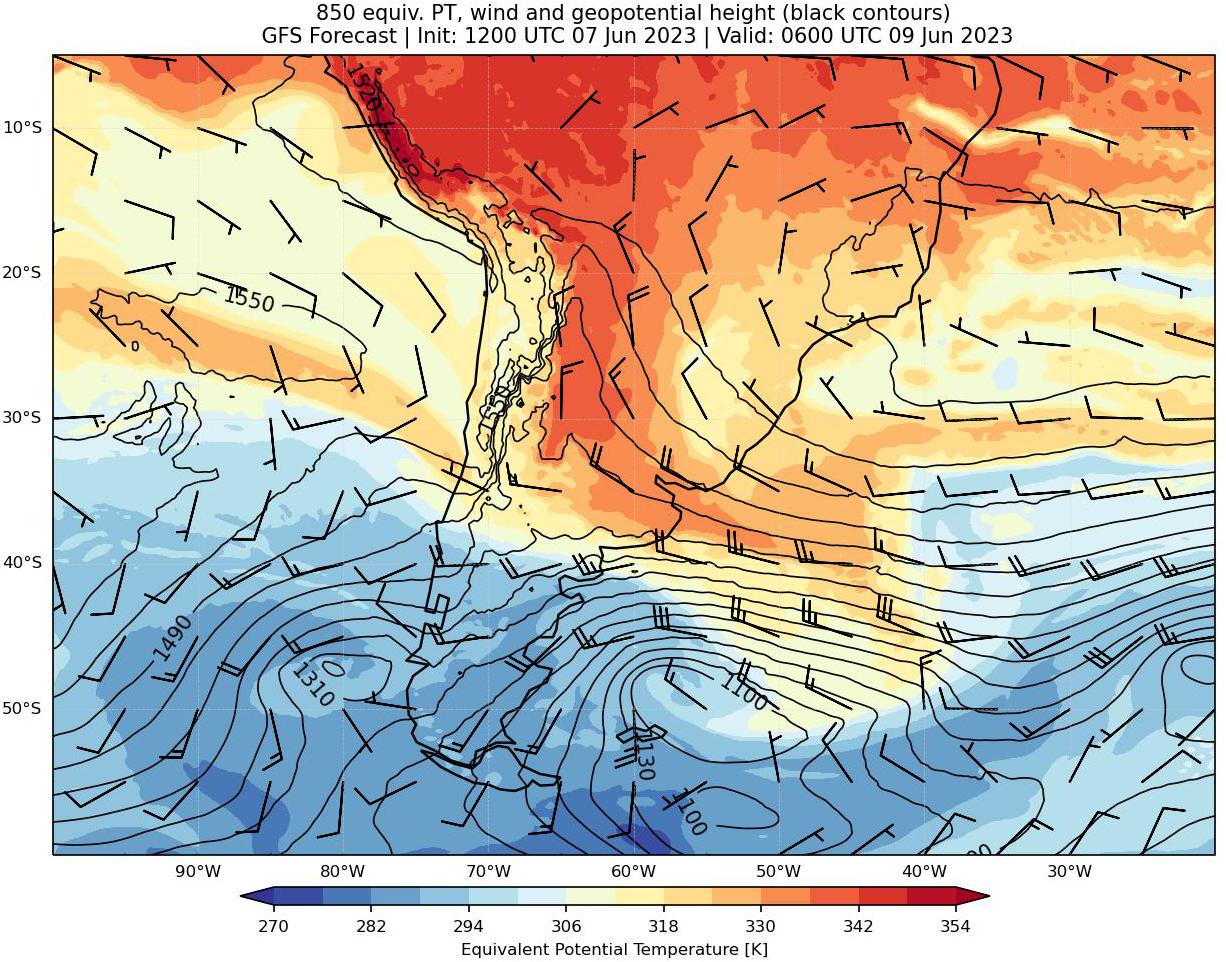 850 equiv. PT, wind and geopotential height (black contours)
GFS Forecast | Init: 1200 UTC 07 Jun 2023 | Valid: 0600 UTC 09 Jun 2023
1520
10°S
20°S
1550
30°S
40°S
1490
1310
1100
50°S
1130
1100
90°W 80°W 70°W 60°W 50°W 40°W 30°W
270 282 294 306 318 330 342 354
Equivalent Potential Temperature [K]